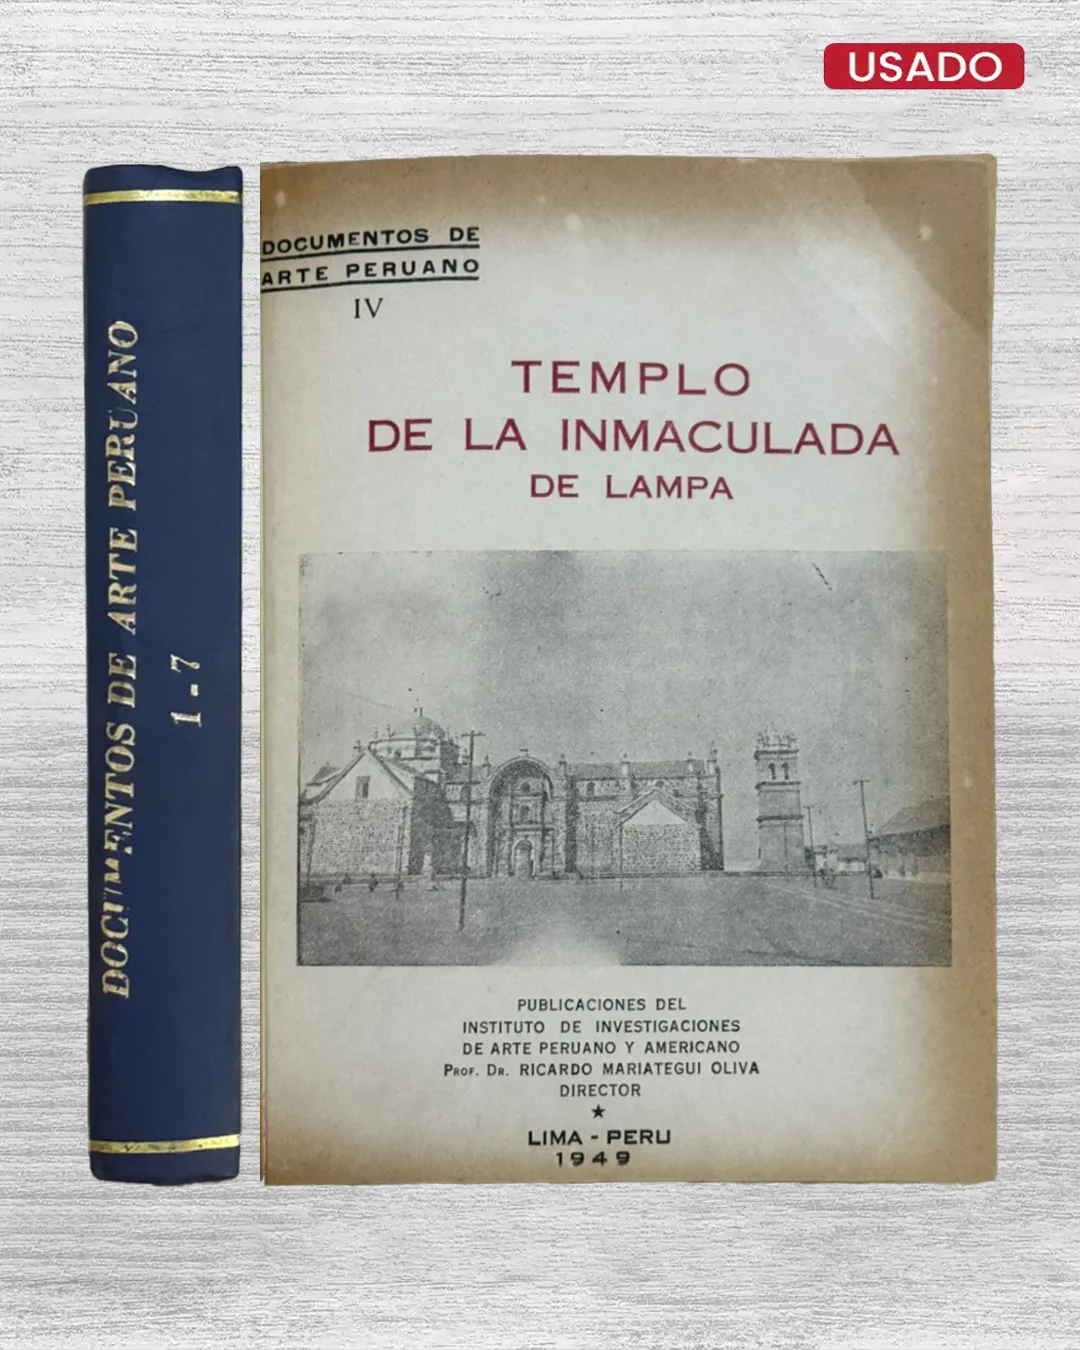 USADO
DOCUMENTOS DE ARTE PERUANO
1-7
DOCUMENTOS DE
ARTE PERUANO
IV
TEMPLO
DE LA INMACULADA
DE LAMPA
PUBLICACIONES DEL
INSTITUTO DE INVESTIGACIONES
DE ARTE PERUANO Y AMERICANO
PROF. DR. RICARDO MARIATEGUI OLIVA
DIRECTOR
★
LIMA - PERU
1949